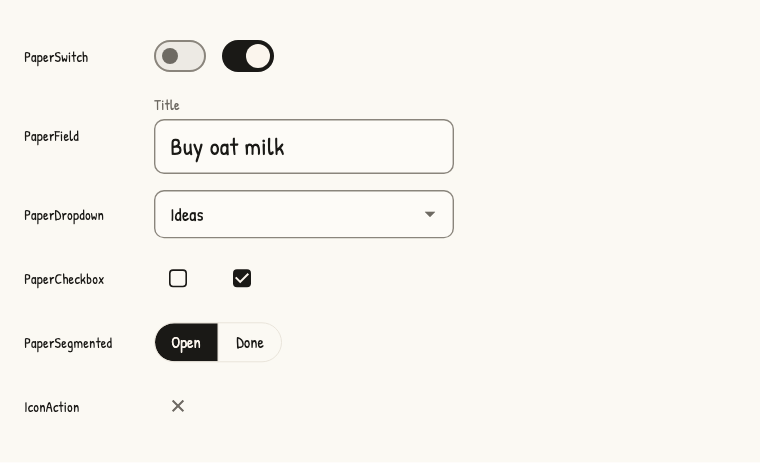 PaperSwitch
Title
PaperField
Buy oat milk
PaperDropdown
Ideas
PaperCheckbox
PaperSegmented
Open
Done
IconAction